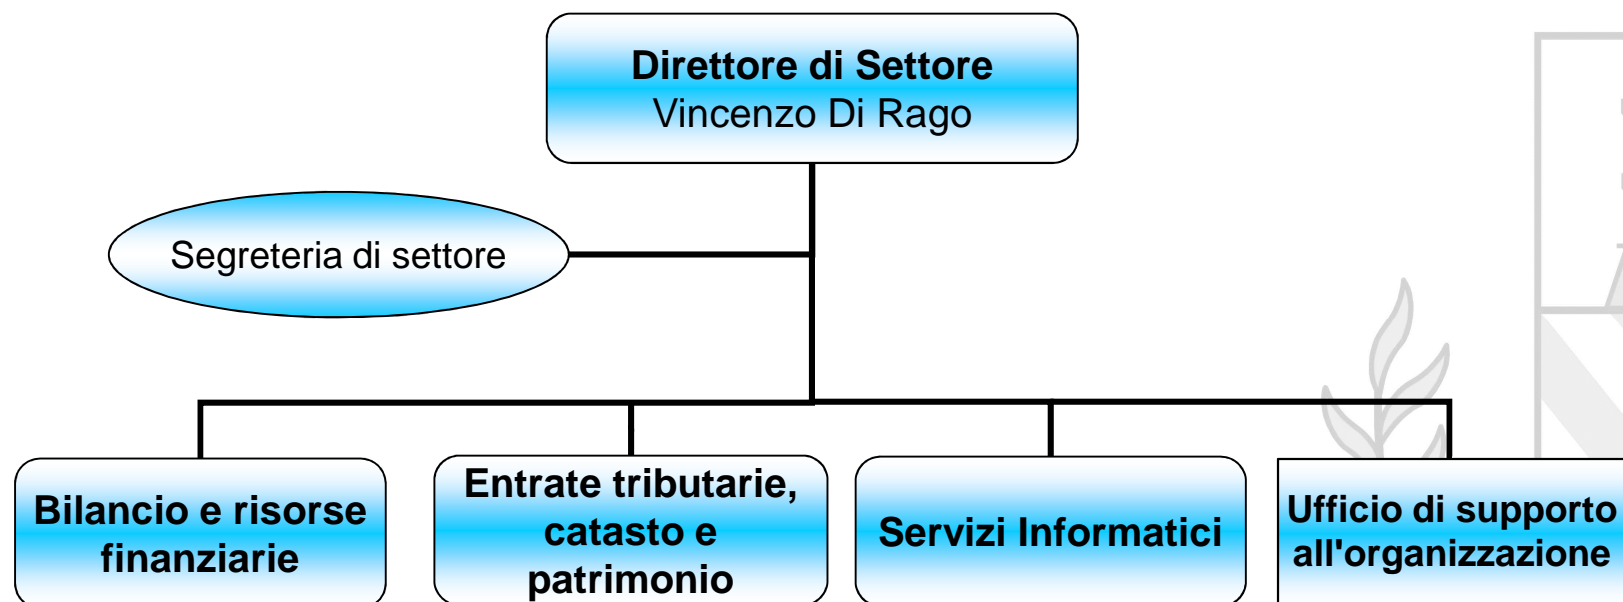 Direttore di Settore
Vincenzo Di Rago
Segreteria di settore
Bilancio e risorse
finanziarie
Entrate tributarie,
catasto e
patrimonio
Servizi Informatici
Ufficio di supporto
all'organizzazione